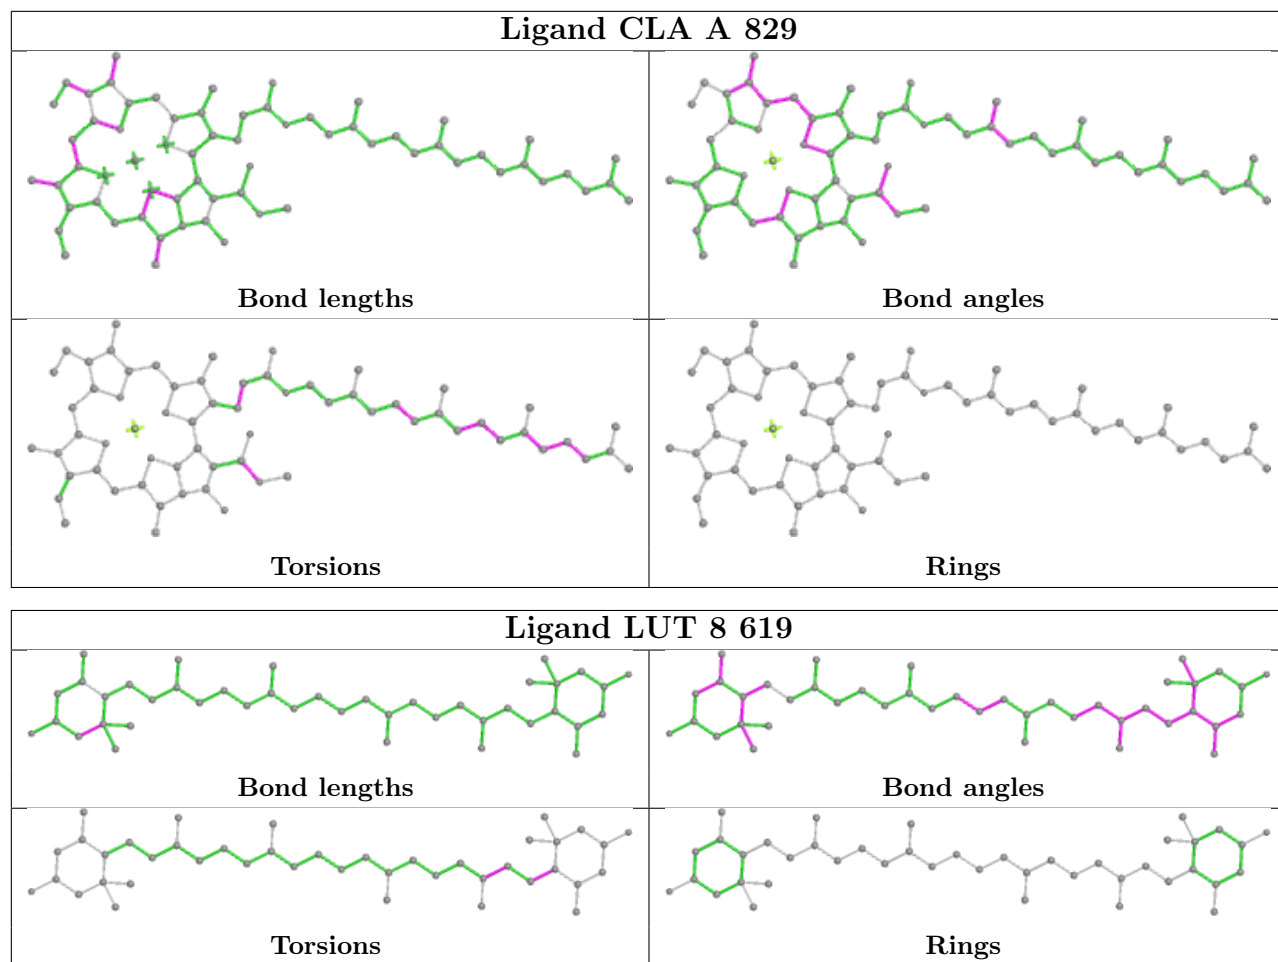 Ligand CLA A 829
Bond lengths
Bond angles
Torsions
Rings
Ligand LUT 8 619
Bond lengths
Bond angles
Torsions
Rings